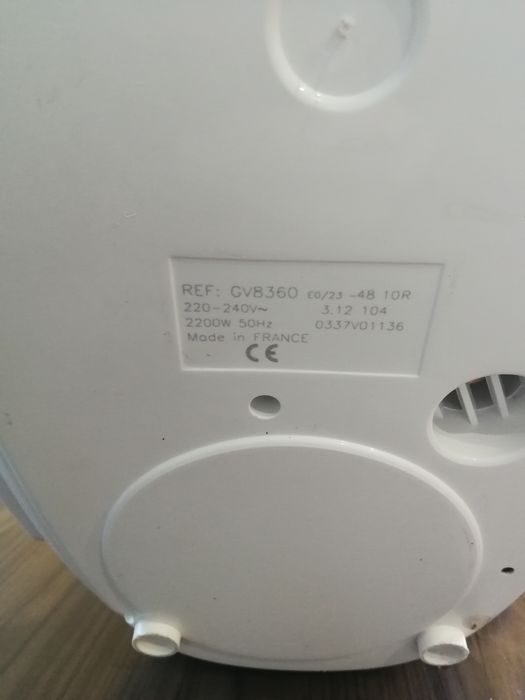 REF: GV8360 E0/23 -48 10R
220-240V~ 3.12 104
2200W 50Hz 0337V01136
Made in FRANCE
CE